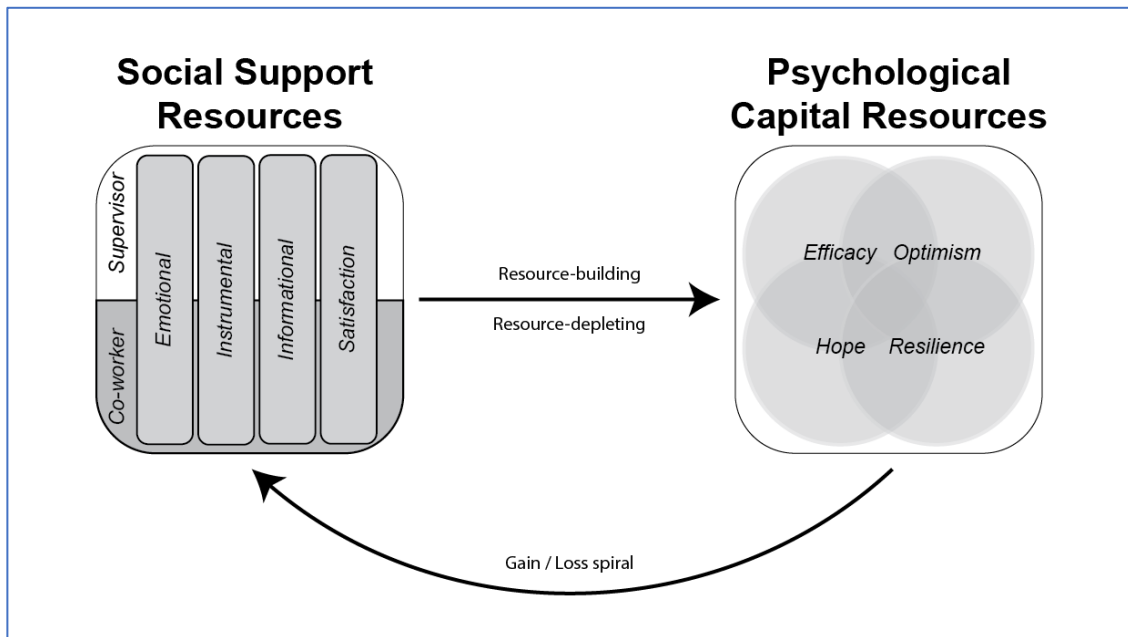 Social Support
Resources
Psychological
Capital Resources
Supervisor
Co-worker
Emotional
Instrumental
Informational
Satisfaction
Resource-building
Resource-depleting
Efficacy
Optimism
Hope
Resilience
Gain / Loss spiral